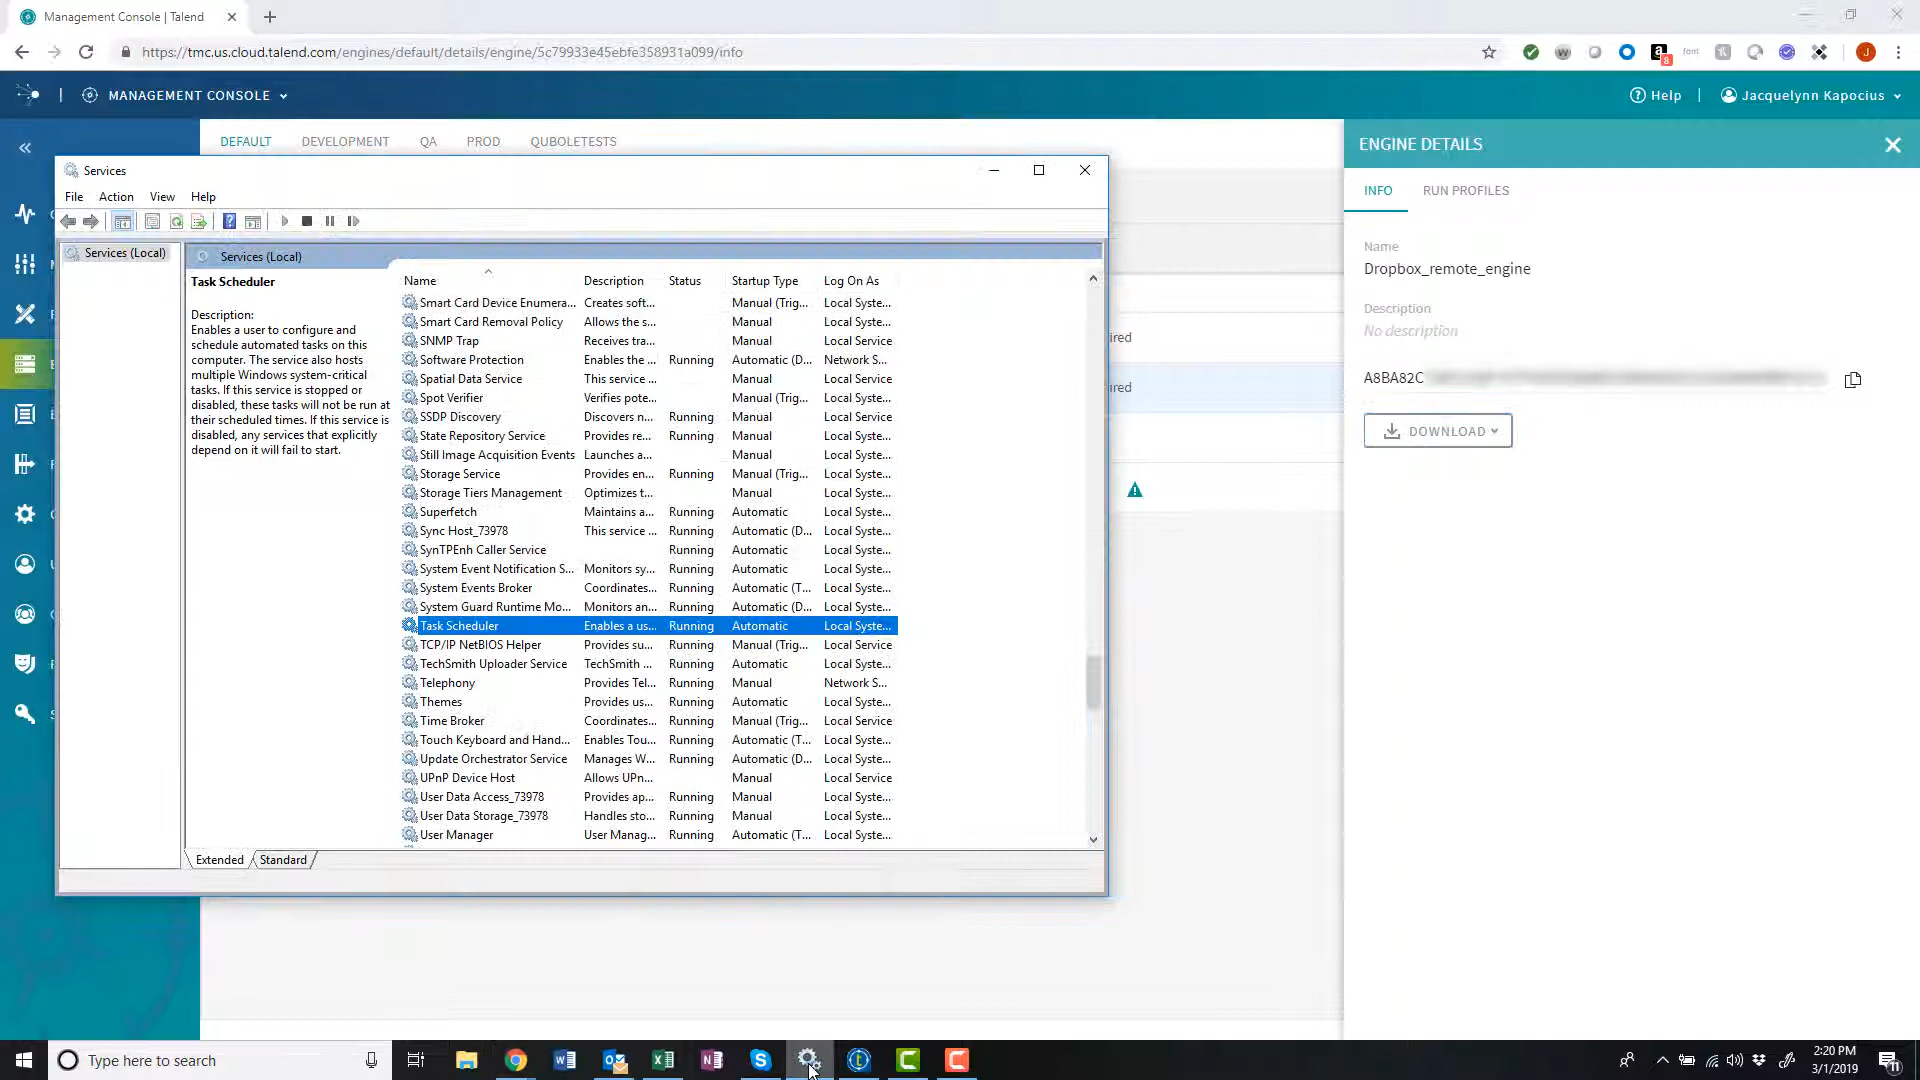 Management Console | Talend
https://tmc.us.cloud.talend.com/engines/default/details/engine/5c79933e45ebfe358931a099/info
MANAGEMENT CONSOLE
Help | Jacquelynn Kapocius
DEFAULT DEVELOPMENT QA PROD QUBOLETESTS
ENGINE DETAILS
INFO RUN PROFILES
Name
Dropbox_remote_engine
Description
No description
A8BA82C
DOWNLOAD
ired
ired
Services
File Action View Help
Services (Local)
Services (Local)
Task Scheduler
Description:
Enables a user to configure and
schedule automated tasks on this
computer. The service also hosts
multiple Windows system-critical
tasks. If this service is stopped or
disabled, these tasks will not be run at
their scheduled times. If this service is
disabled, any services that explicitly
depend on it will fail to start.
Name Description Status Startup Type Log On As
Smart Card Device Enumera... Creates soft... Manual (Trig... Local Syste...
Smart Card Removal Policy Allows the s... Manual Local Syste...
SNMP Trap Receives tra... Manual Local Service
Software Protection Enables the ... Running Automatic (D... Network S...
Spatial Data Service This service ... Manual Local Service
Spot Verifier Verifies pote... Manual (Trig... Local Syste...
SSDP Discovery Discovers n... Running Manual Local Service
State Repository Service Provides re... Running Manual Local Syste...
Still Image Acquisition Events Launches a... Manual Local Syste...
Storage Service Provides en... Running Manual (Trig... Local Syste...
Storage Tiers Management Optimizes t... Manual Local Syste...
Superfetch Maintains a... Running Automatic Local Syste...
Sync Host_73978 This service ... Running Automatic (D... Local Syste...
SynTPEnh Caller Service Running Automatic Local Syste...
System Event Notification S... Monitors sy... Running Automatic Local Syste...
System Events Broker Coordinates... Running Automatic (T... Local Syste...
System Guard Runtime Mo... Monitors an... Running Automatic (D... Local Syste...
Task Scheduler Enables a us... Running Automatic Local Syste...
TCP/IP NetBIOS Helper Provides su... Running Manual (Trig... Local Service
TechSmith Uploader Service TechSmith ... Running Automatic Local Syste...
Telephony Provides Tel... Running Manual Network S...
Themes Provides us... Running Automatic Local Syste...
Time Broker Coordinates... Running Manual (Trig... Local Service
Touch Keyboard and Hand... Enables Tou... Running Automatic (T... Local Syste...
Update Orchestrator Service Manages W... Running Automatic (D... Local Syste...
UPnP Device Host Allows UPn... Manual Local Service
User Data Access_73978 Provides ap... Running Manual Local Syste...
User Data Storage_73978 Handles sto... Running Manual Local Syste...
User Manager User Manag... Running Automatic (T... Local Syste...
Extended Standard
Type here to search
2:20 PM
3/1/2019